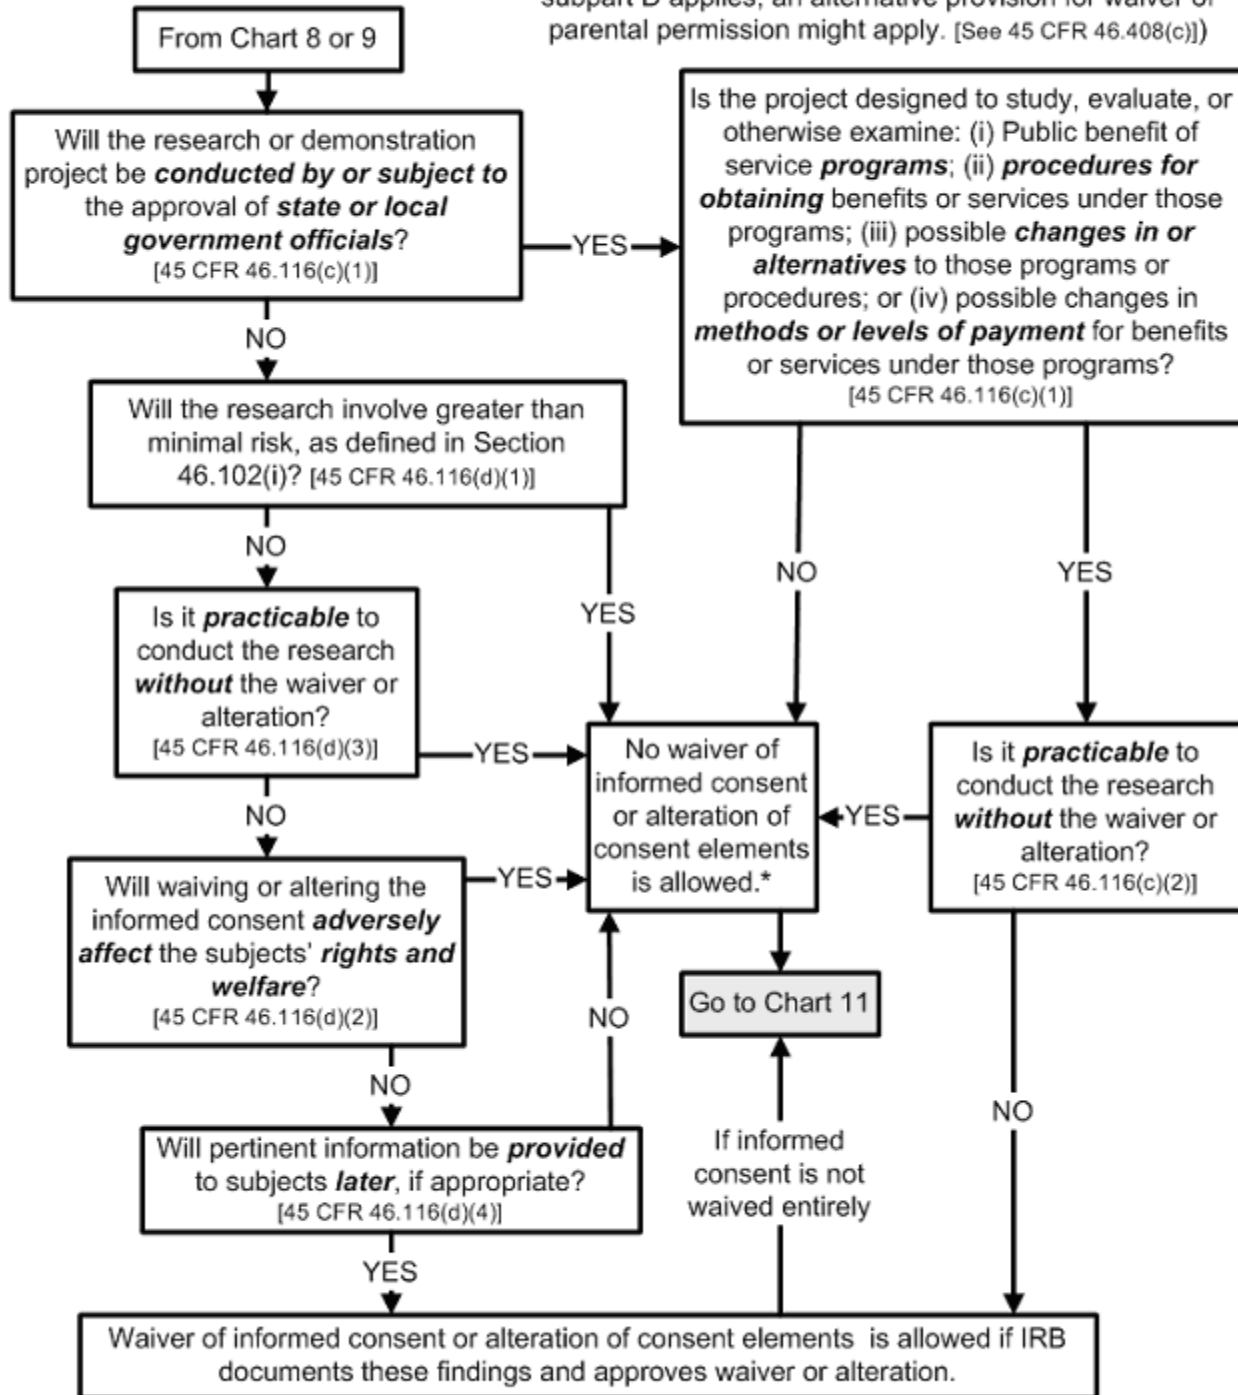 subpart D applies, an alternative provision for waiver of
parental permission might apply. [See 45 CFR 46.408(c)])
From Chart 8 or 9
Will the research or demonstration
project be conducted by or subject to
the approval of state or local
government officials?
[45 CFR 46.116(c)(1)]
YES
Is the project designed to study, evaluate, or
otherwise examine: (i) Public benefit of
service programs; (ii) procedures for
obtaining benefits or services under those
programs; (iii) possible changes in or
alternatives to those programs or
procedures; or (iv) possible changes in
methods or levels of payment for benefits
or services under those programs?
[45 CFR 46.116(c)(1)]
NO
Will the research involve greater than
minimal risk, as defined in Section
46.102(i)? [45 CFR 46.116(d)(1)]
NO
YES
NO
YES
Is it practicable to
conduct the research
without the waiver or
alteration?
[45 CFR 46.116(d)(3)]
YES
No waiver of
informed consent
or alteration of
consent elements
is allowed.*
YES
Is it practicable to
conduct the research
without the waiver or
alteration?
[45 CFR 46.116(c)(2)]
NO
Will waiving or altering the
informed consent adversely
affect the subjects' rights and
welfare?
[45 CFR 46.116(d)(2)]
YES
Go to Chart 11
NO
NO
NO
Will pertinent information be provided
to subjects later, if appropriate?
[45 CFR 46.116(d)(4)]
If informed
consent is not
waived entirely
YES
Waiver of informed consent or alteration of consent elements is allowed if IRB
documents these findings and approves waiver or alteration.